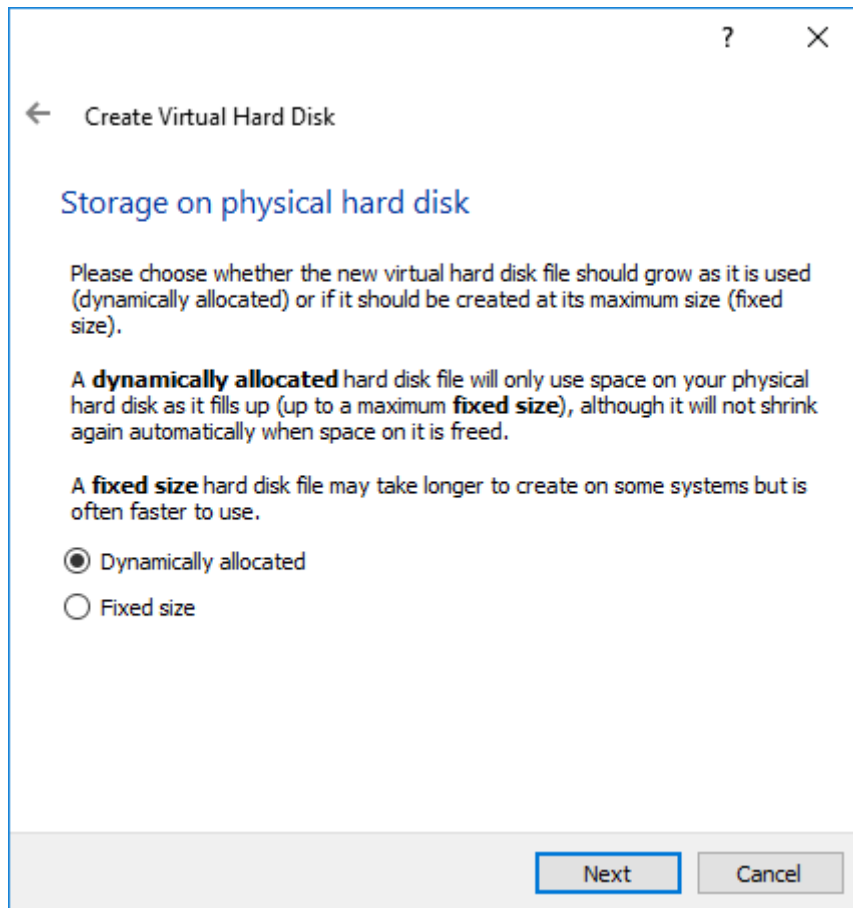 ?
Create Virtual Hard Disk
Storage on physical hard disk
Please choose whether the new virtual hard disk file should grow as it is used
(dynamically allocated) or if it should be created at its maximum size (fixed
size).
A dynamically allocated hard disk file will only use space on your physical
hard disk as it fills up (up to a maximum fixed size), although it will not shrink
again automatically when space on it is freed.
A fixed size hard disk file may take longer to create on some systems but is
often faster to use.
Dynamically allocated
Fixed size
Next Cancel